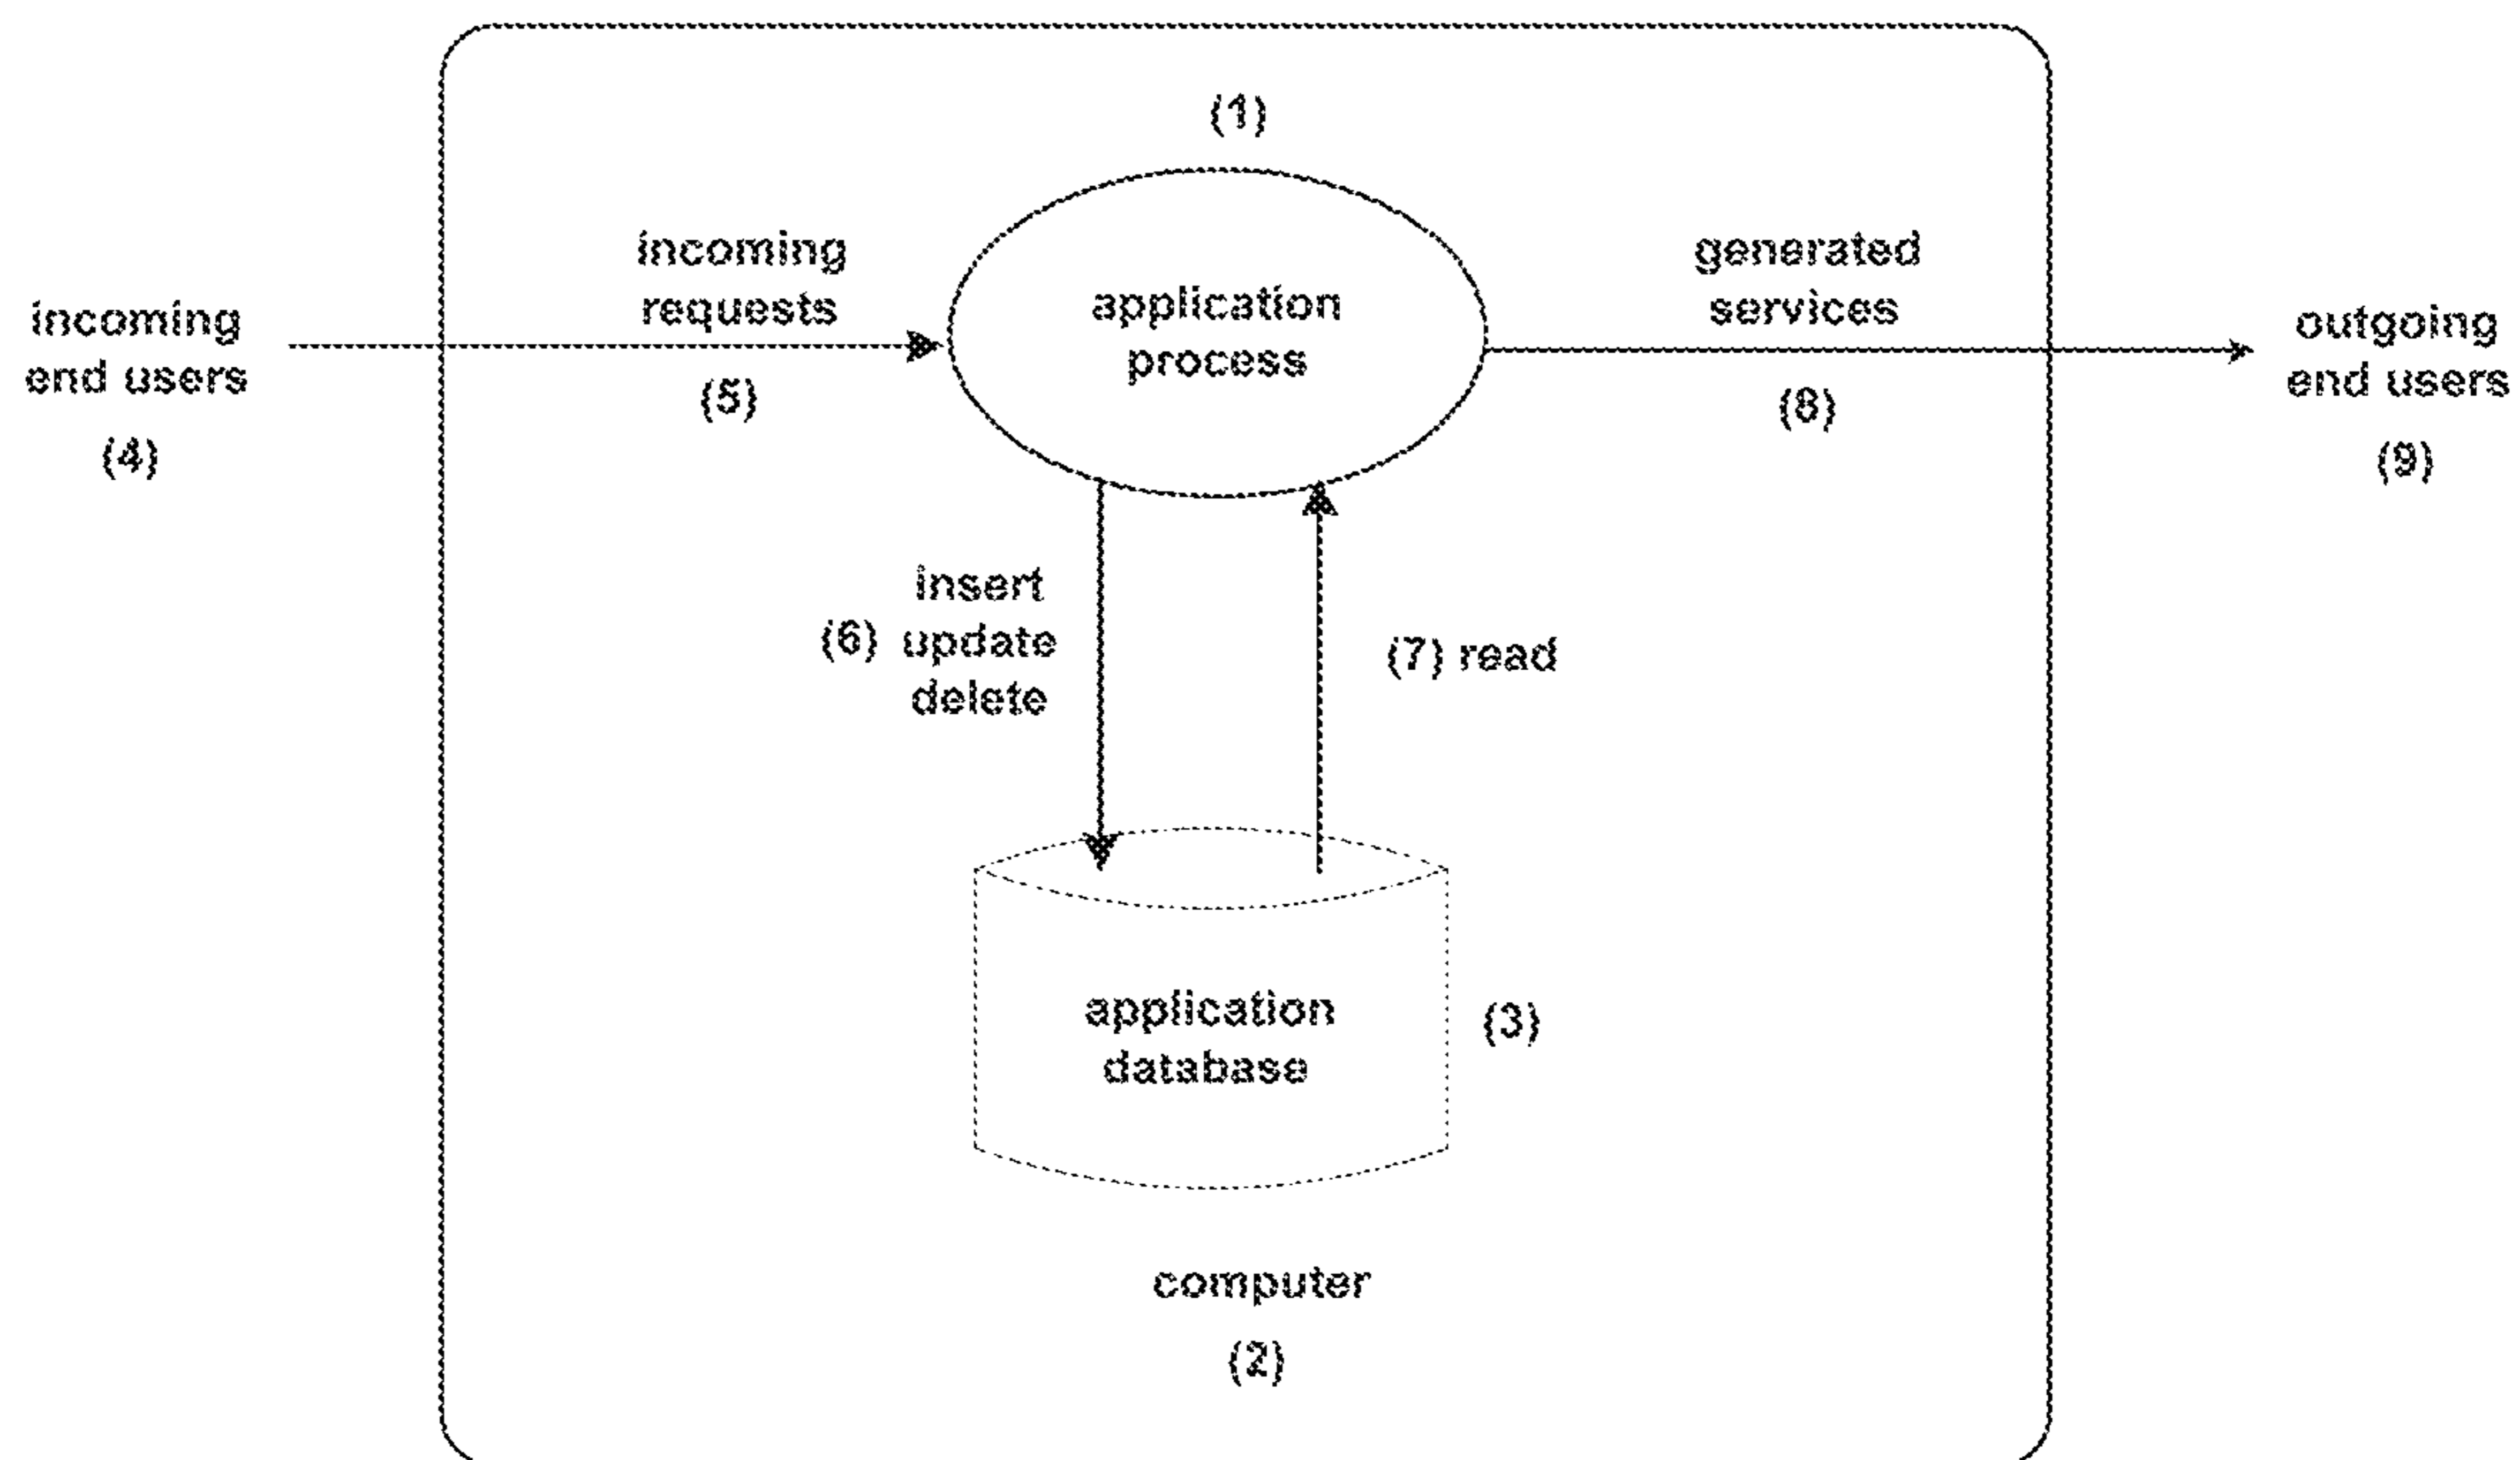 (1)
incoming
requests
(5)
application
process
generated
services
(8)
incoming
end users
(4)
outgoing
end users
(9)
(6)
insert
update
delete
(7) read
application
database
(3)
computer
(2)